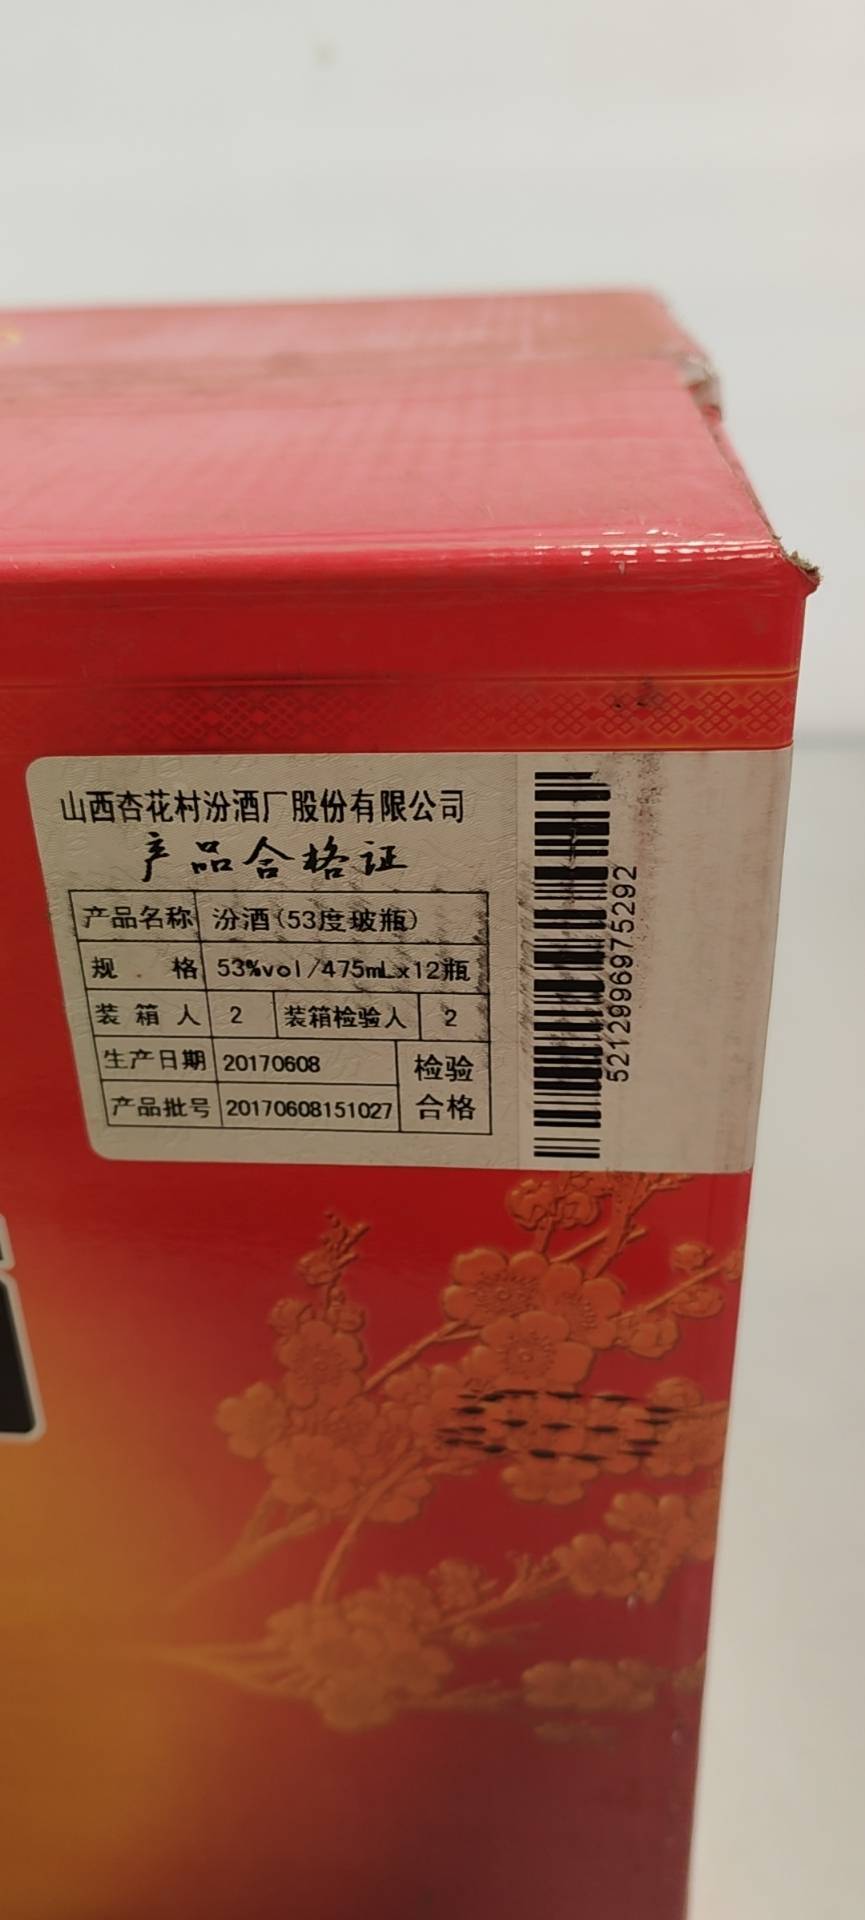 山西杏花村汾酒厂股份有限公司
产品合格证
产品名称 汾酒(53度玻瓶)
规 格 53%vol/475mL×12瓶
装箱人 2 装箱检验人 2
生产日期 20170608 检验
产品批号 20170608151027 合格
5212996975292